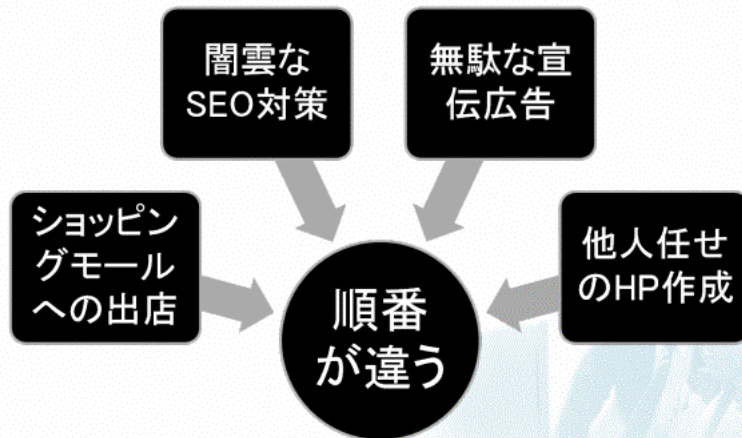 闇雲な
SEO対策
無駄な宣
伝広告
ショッピン
グモール
への出店
他人任せ
のHP作成
順番
が違う